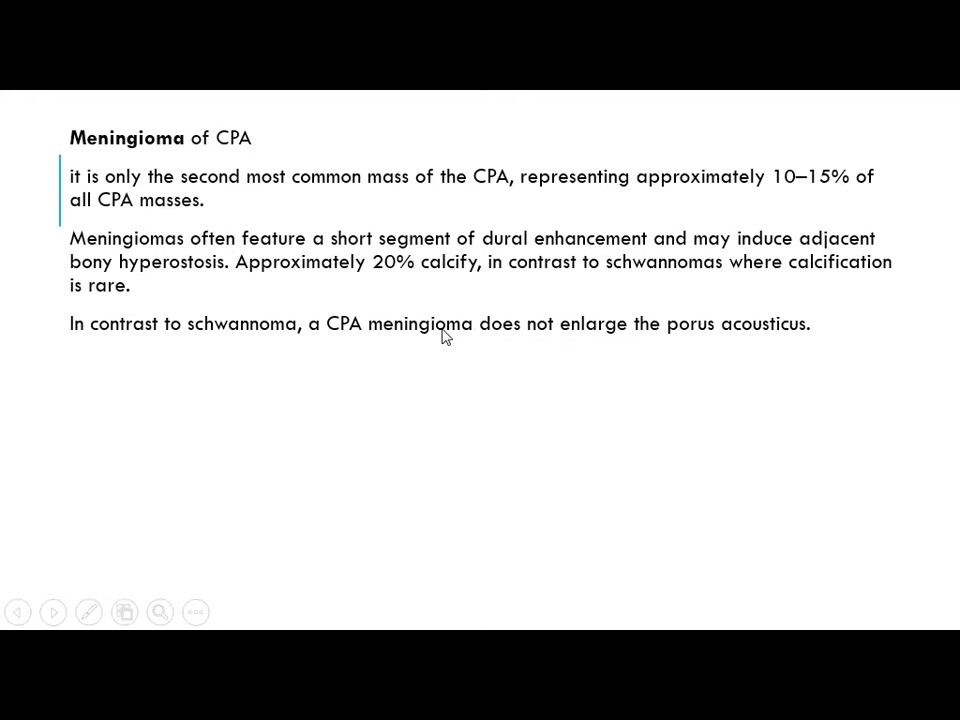 Meningioma of CPA
it is only the second most common mass of the CPA, representing approximately 10–15% of
all CPA masses.
Meningiomas often feature a short segment of dural enhancement and may induce adjacent
bony hyperostosis. Approximately 20% calcify, in contrast to schwannomas where calcification
is rare.
In contrast to schwannoma, a CPA meningioma does not enlarge the porus acousticus.